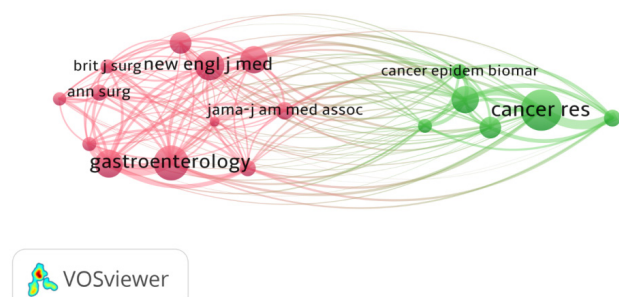 brit j surg
new engl j med
ann surg
jama-j am med assoc
gastroenterology
cancer epidem biomar
cancer res
VOSviewer